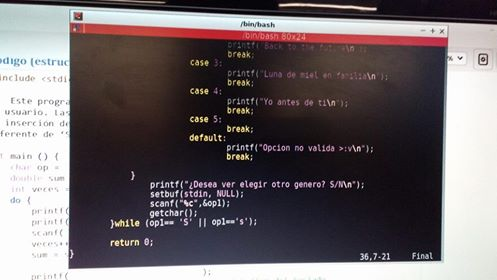 /bin/bash
/bin/bash 80x24
printf("Back to the future\n");
break;
case 3:
printf("Luna de miel en familia\n");
break;
case 4:
printf("Yo antes de ti\n");
break;
case 5:
break;
default:
printf("Opcion no valida >:v\n");
break;
}
printf("¿Desea ver elegir otro genero? S/N\n");
setbuf(stdin, NULL);
scanf("%c",&op1);
getchar();
}while (op1== 'S' || op1=='s');
return 0;
}
36,7-21 Final
ódigo (estruc
include <stdi
Este progra
usuario, las
inserción de
ferente de 'S
t main () {
char op =
double sum
int veces =
do {
printf(
printf(
scanf(
veces++
sum =
printf(
);
%